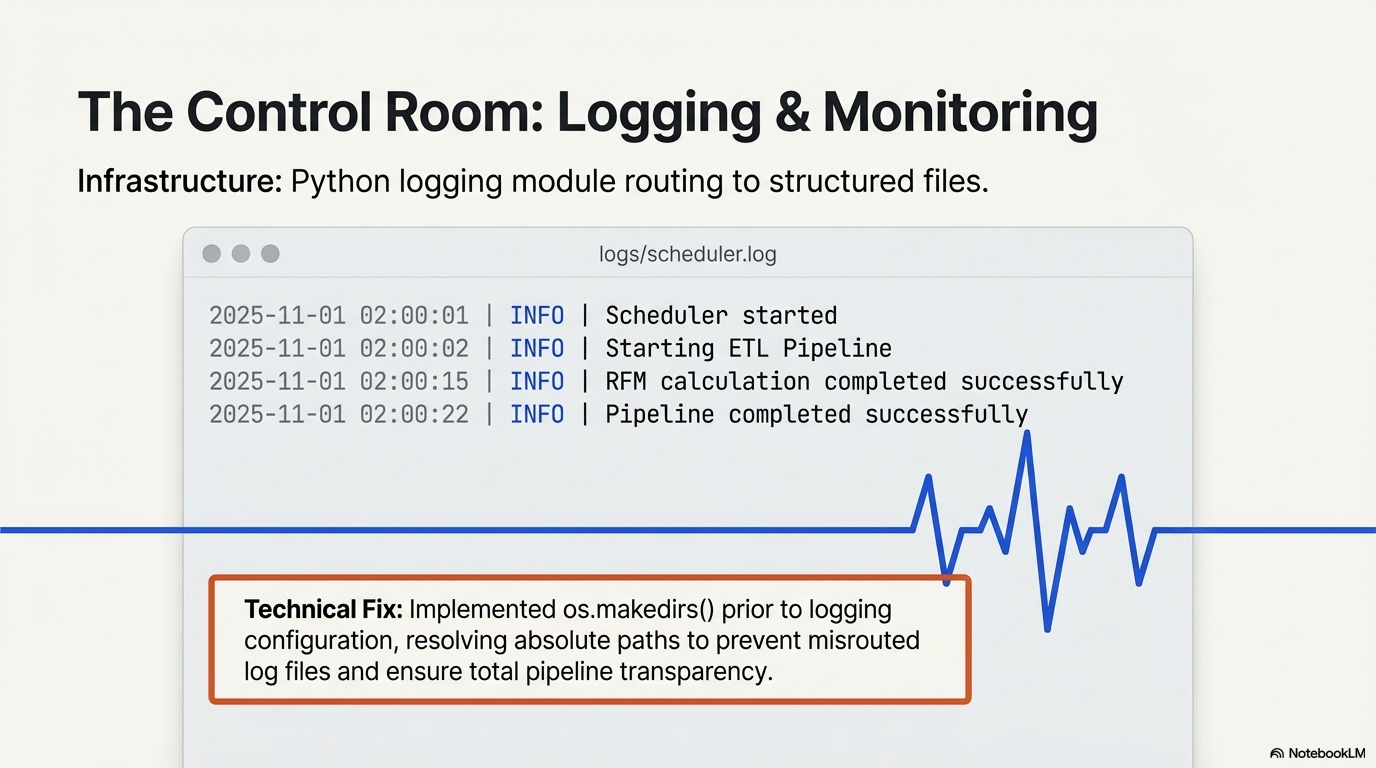 The Control Room: Logging & Monitoring
Infrastructure: Python logging module routing to structured files.
logs/scheduler.log
2025-11-01 02:00:01 | INFO | Scheduler started
2025-11-01 02:00:02 | INFO | Starting ETL Pipeline
2025-11-01 02:00:15 | INFO | RFM calculation completed successfully
2025-11-01 02:00:22 | INFO | Pipeline completed successfully
Technical Fix: Implemented os.makedirs() prior to logging
configuration, resolving absolute paths to prevent misrouted
log files and ensure total pipeline transparency.
NotebookLM